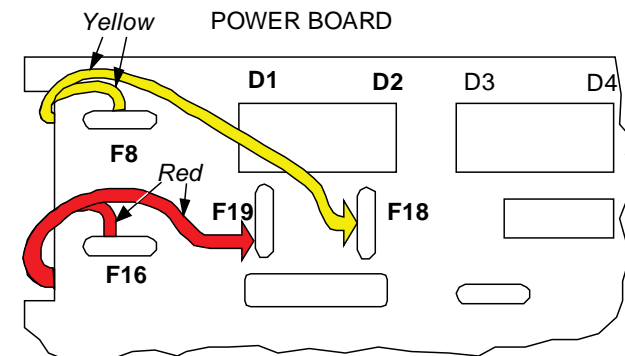 Yellow POWER BOARD
D1 D2 D3 D4
F8
Red
F19 F18
F16